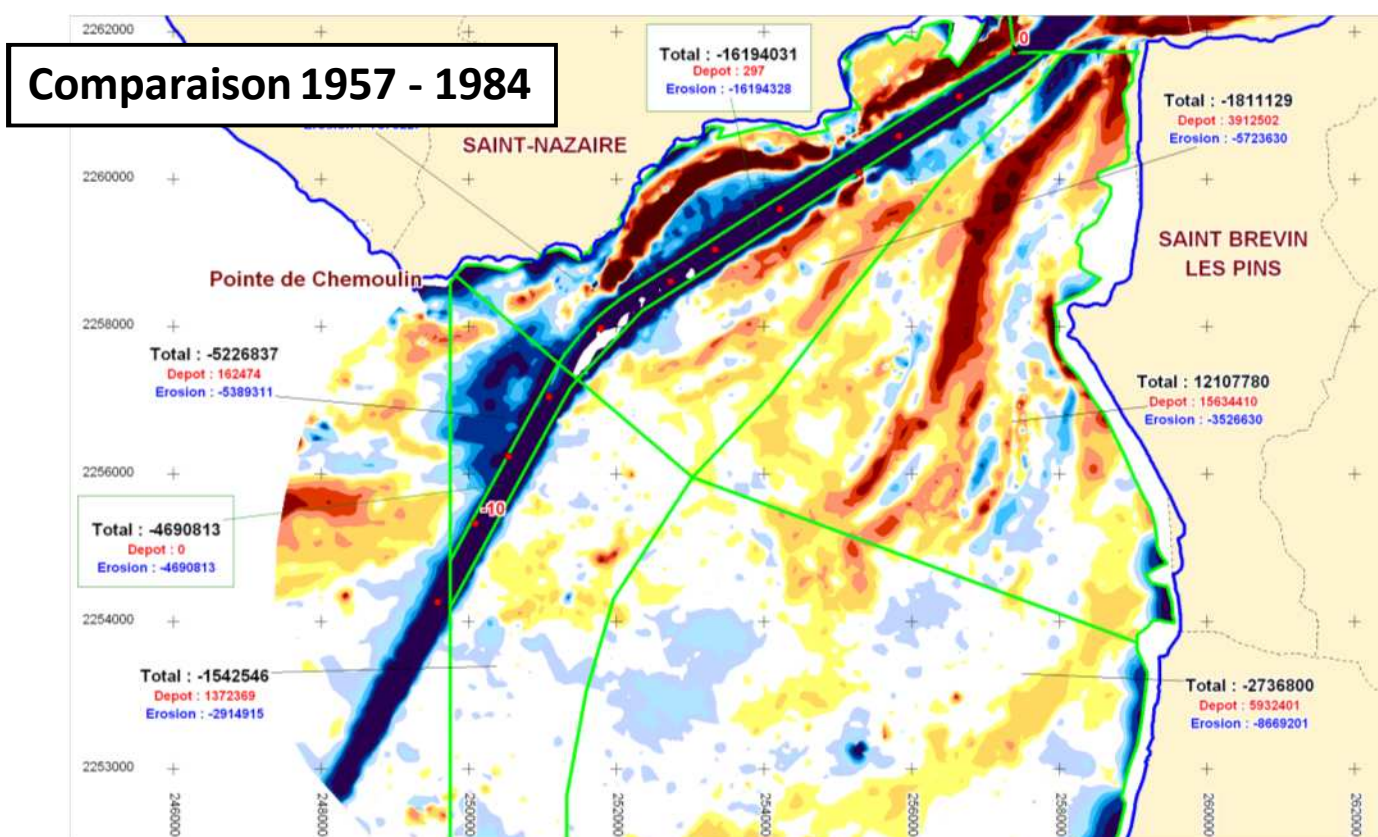 2262000
Comparaison 1957 - 1984
Total : -16194031
Depot : 297
Erosion : -16194328
0
Total : -1811129
Depot : 3912502
Erosion : -5723630
SAINT-NAZAIRE
2260000
SAINT BREVIN
LES PINS
Pointe de Chemoulin
2258000
Total : -5226837
Depot : 162474
Erosion : -5389311
Total : 12107780
Depot : 15634410
Erosion : -3526630
2256000
-10
Total : -4690813
Depot : 0
Erosion : -4690813
2254000
Total : -1542546
Depot : 1372369
Erosion : -2914915
Total : -2736800
Depot : 5932401
Erosion : -8669201
2253000
246000
248000
250000
252000
254000
256000
258000
260000
262000